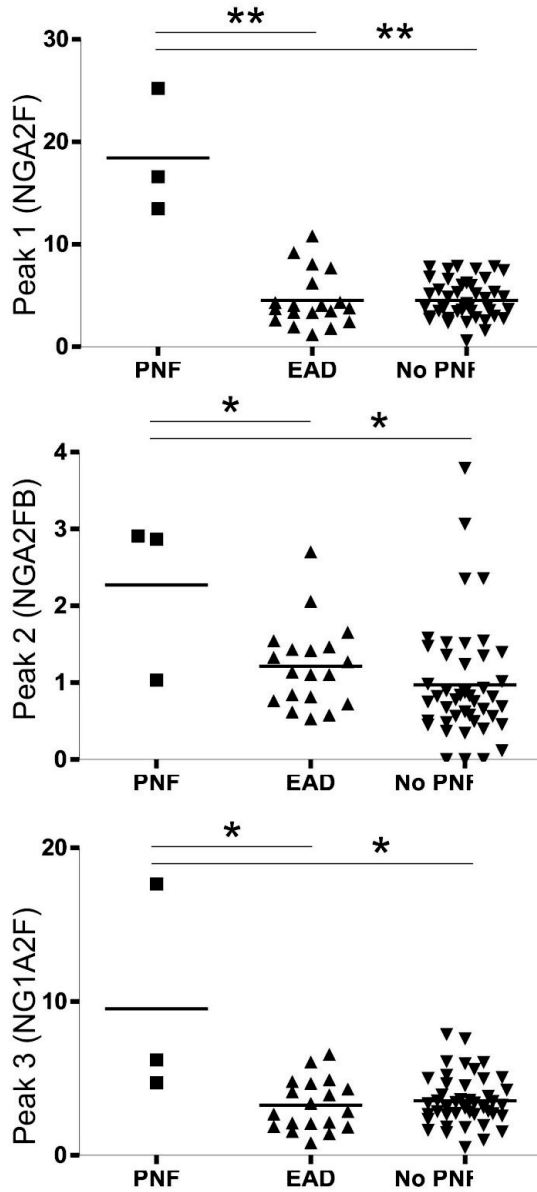 ** **
30
20
10
0
Peak 1 (NGA2F)
PNF EAD No PNF
* *
4
3
2
1
0
Peak 2 (NGA2FB)
PNF EAD No PNF
* *
20
10
0
Peak 3 (NG1A2F)
PNF EAD No PNF